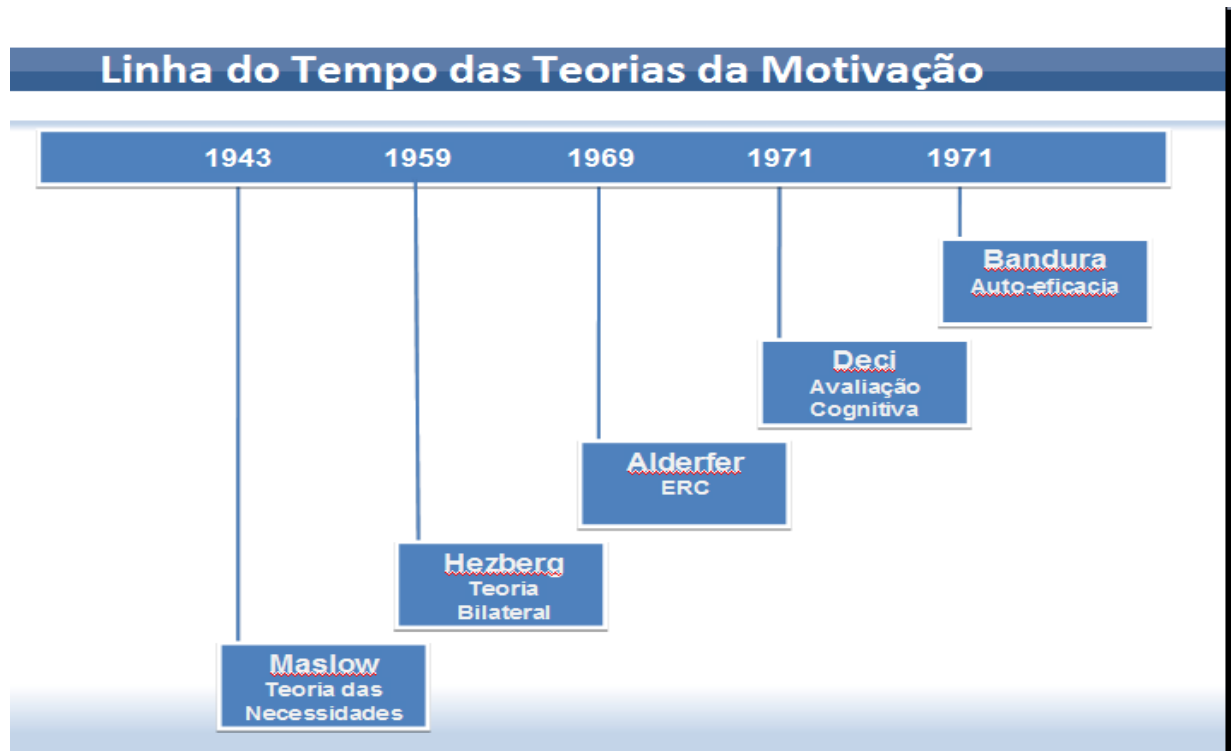 Linha do Tempo das Teorias da Motivação
1943 1959 1969 1971 1971
Bandura
Auto-eficacia
Deci
Avaliação
Cognitiva
Alderfer
ERC
Hezberg
Teoria
Bilateral
Maslow
Teoria das
Necessidades